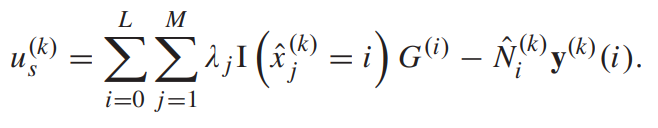 $u_s^{(k)} = \sum_{i=0}^{L} \sum_{j=1}^{M} \lambda_j \mathrm{I}\left(\hat{x}_j^{(k)} = i\right) G^{(i)} - \hat{N}_i^{(k)} \mathbf{y}^{(k)}(i).$